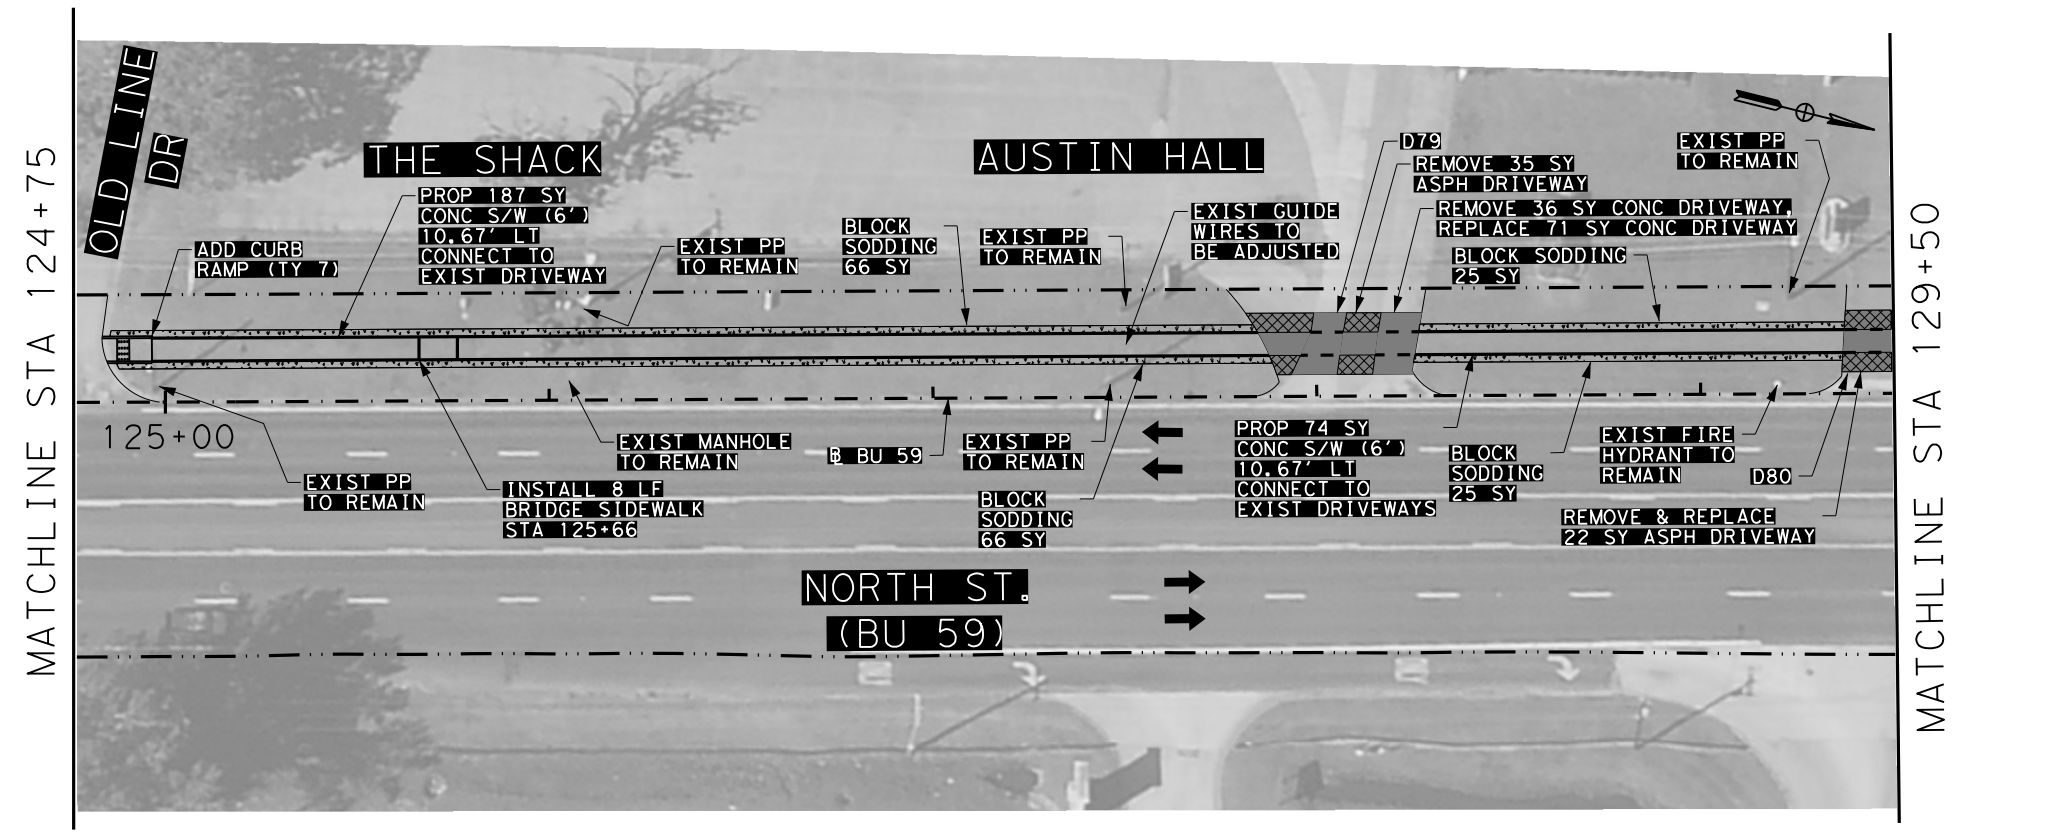 MATCHLINE STA 124+75
OLD LINE
DR
THE SHACK
PROP 187 SY
CONC S/W (6')
10.67' LT
CONNECT TO
EXIST DRIVEWAY
ADD CURB
RAMP (TY 7)
EXIST PP
TO REMAIN
BLOCK
SODDING
66 SY
AUSTIN HALL
EXIST PP
TO REMAIN
EXIST GUIDE
WIRES TO
BE ADJUSTED
D79
REMOVE 35 SY
ASPH DRIVEWAY
REMOVE 36 SY CONC DRIVEWAY,
REPLACE 71 SY CONC DRIVEWAY
BLOCK SODDING
25 SY
EXIST PP
TO REMAIN
125+00
EXIST PP
TO REMAIN
INSTALL 8 LF
BRIDGE SIDEWALK
STA 125+66
EXIST MANHOLE
TO REMAIN
BL BU 59
EXIST PP
TO REMAIN
BLOCK
SODDING
66 SY
PROP 74 SY
CONC S/W (6')
10.67' LT
CONNECT TO
EXIST DRIVEWAYS
BLOCK
SODDING
25 SY
EXIST FIRE
HYDRANT TO
REMAIN
D80
REMOVE & REPLACE
22 SY ASPH DRIVEWAY
NORTH ST.
(BU 59)
MATCHLINE STA 129+50